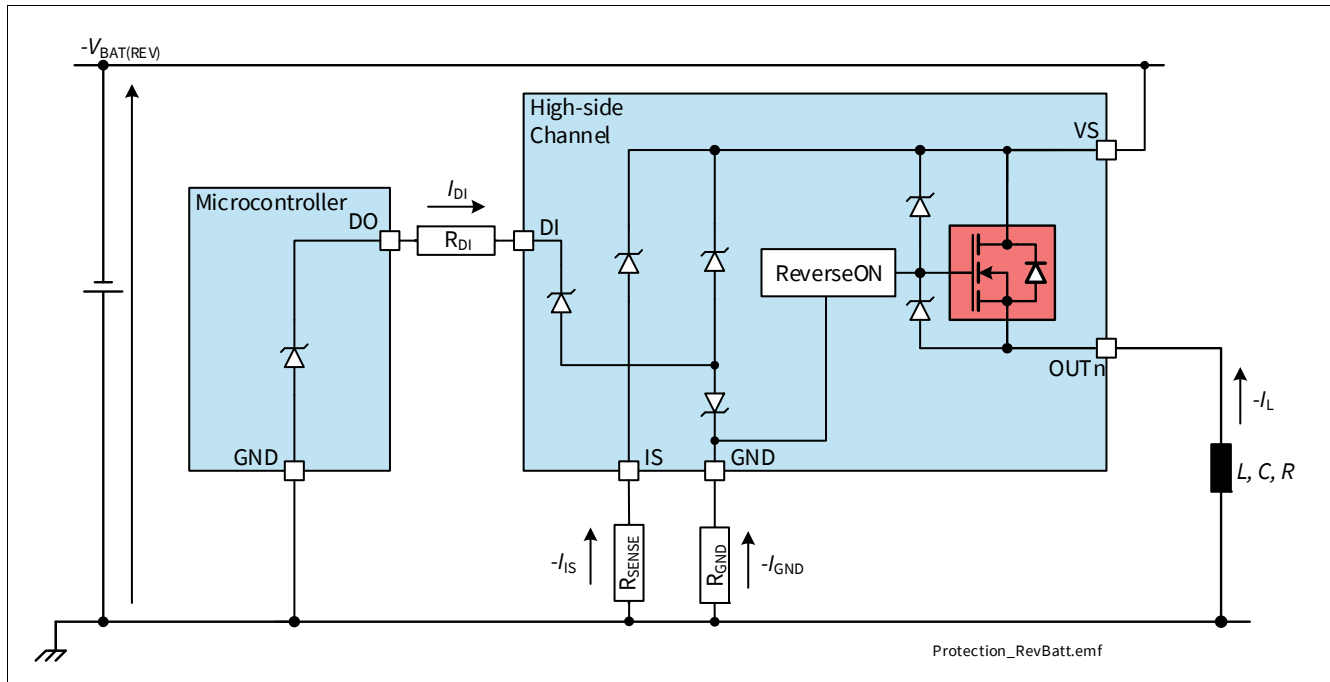 -VBAT(REV)
High-side
Channel
VS
Microcontroller
DO
IDI
RDI
DI
ReverseON
OUTn
-IL
GND
IS
GND
L, C, R
-IIS
RSENSE
RGND
-IGND
Protection_RevBatt.emf